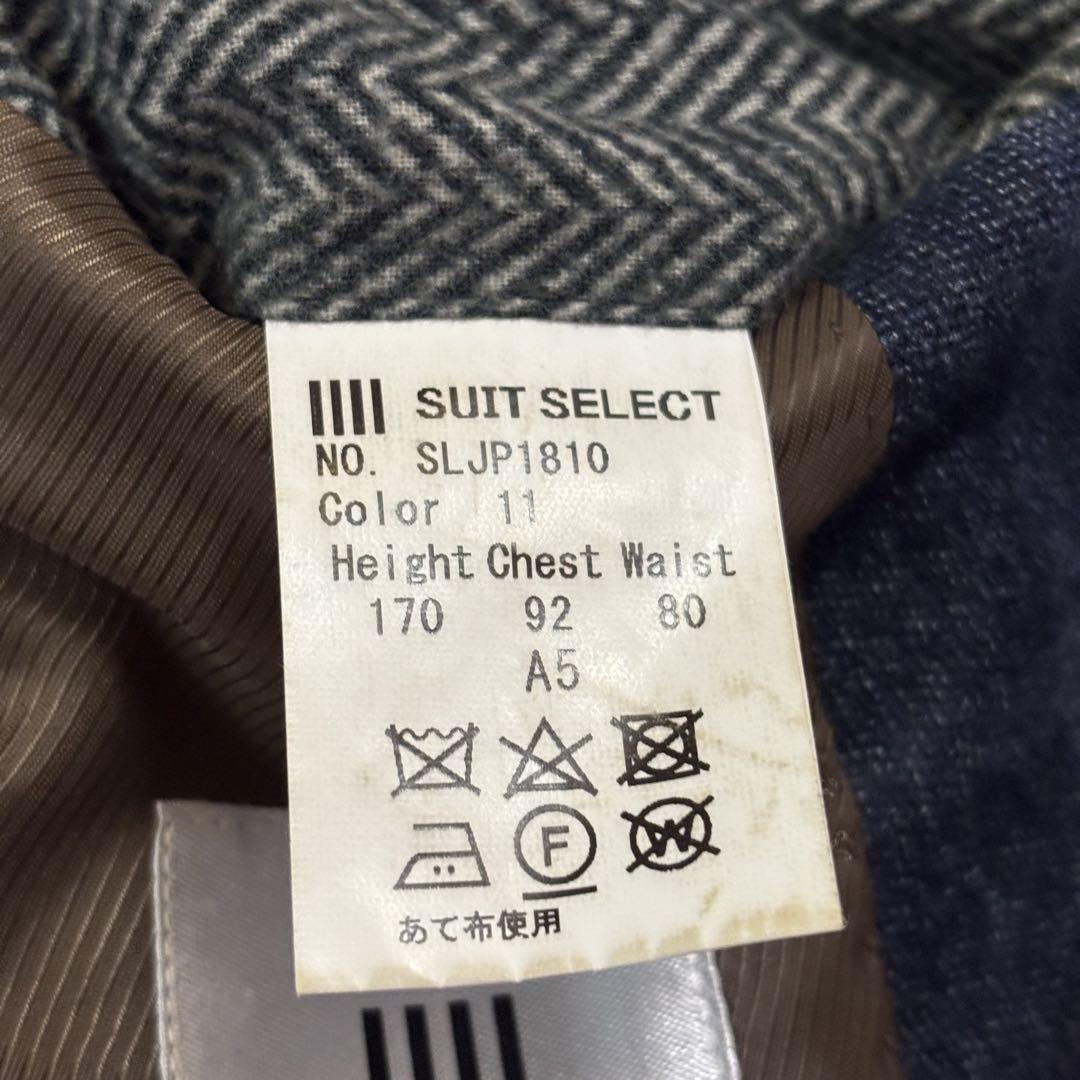 SUIT SELECT
NO. SLJP1810
Color 11
Height Chest Waist
170 92 80
A5
F
W
あて布使用